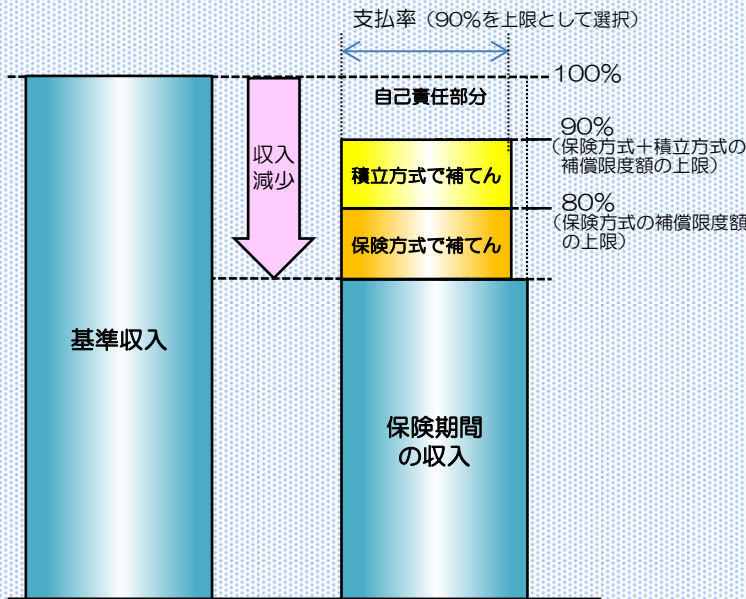 支払率（90%を上限として選択）
100%
自己責任部分
90%
（保険方式＋積立方式の
補償限度額の上限）
収入
減少
積立方式で補てん
80%
（保険方式の補償限度額
の上限）
保険方式で補てん
基準収入
保険期間
の収入